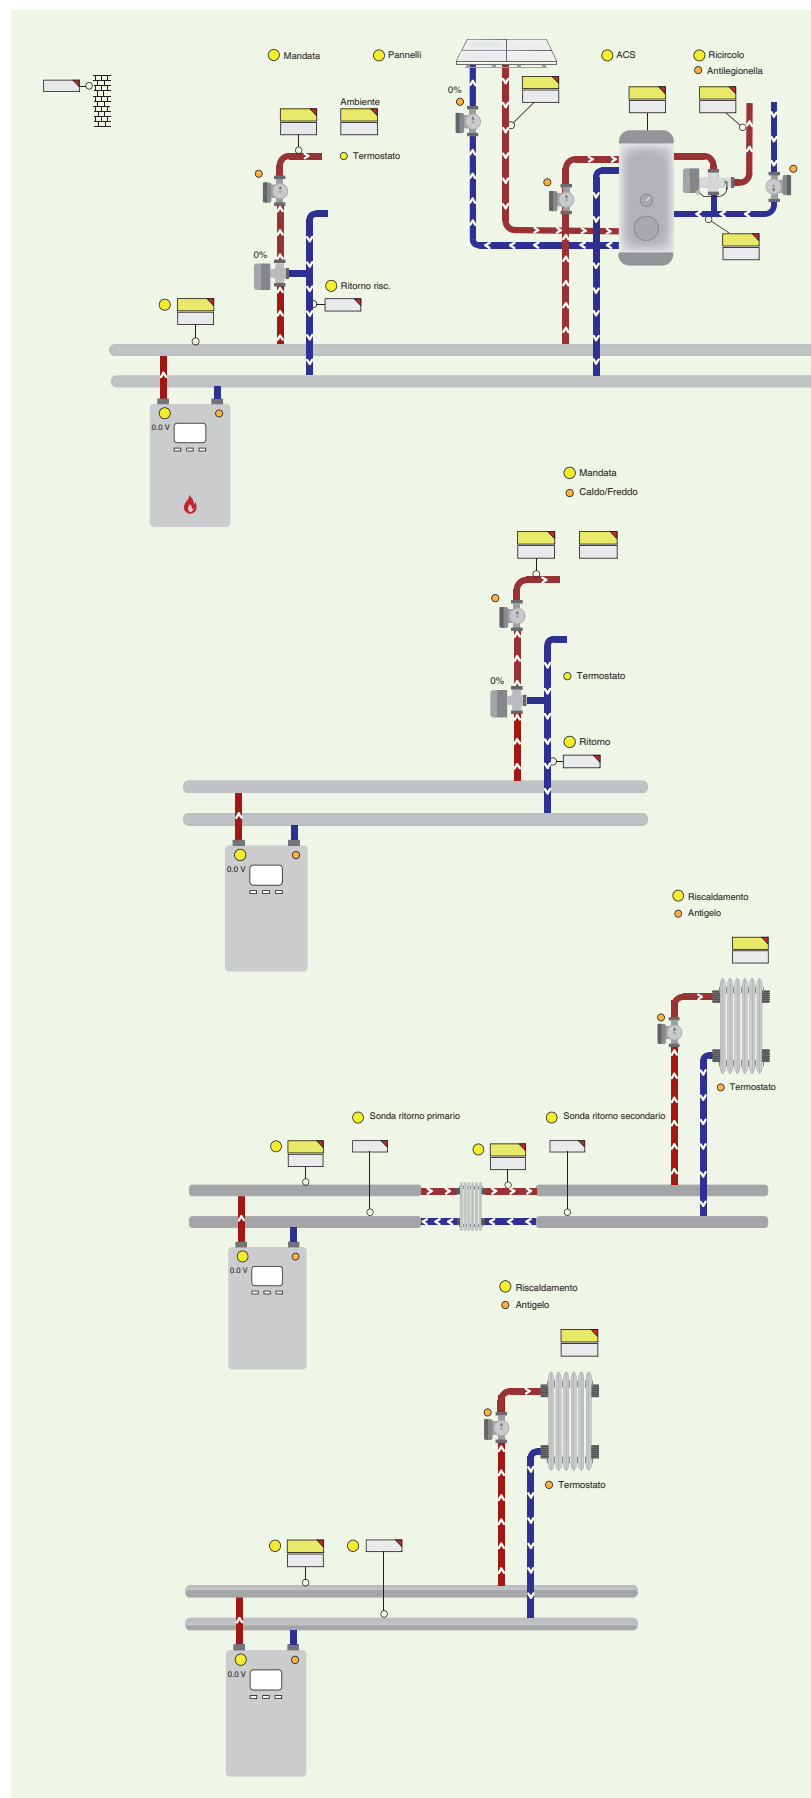 Mandata
Pannelli
ACS
Ricircolo
Antilegionella
0%
Ambiente
Termostato
0%
Ritorno risc.
0.0 V
Mandata
Caldo/Freddo
0%
Termostato
Ritorno
0.0 V
Riscaldamento
Antigelo
Termostato
Sonda ritorno primario
Sonda ritorno secondario
0.0 V
Riscaldamento
Antigelo
Termostato
0.0 V